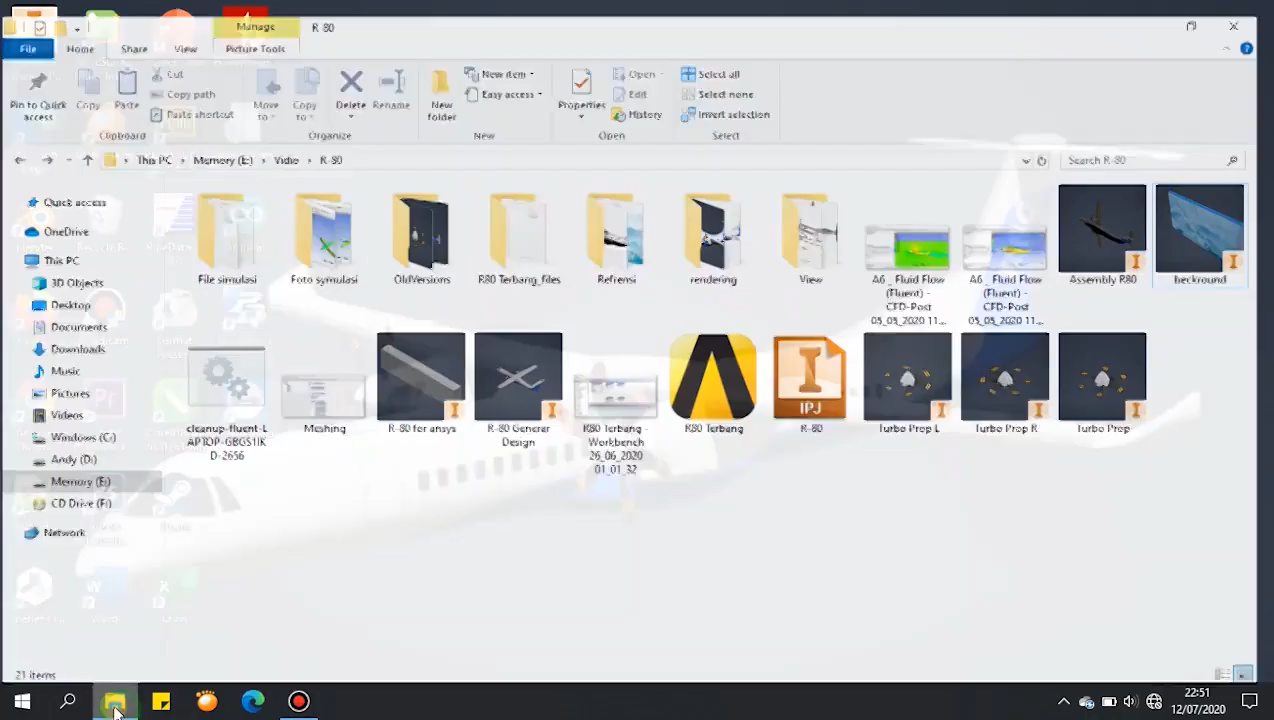 Manage
R-80
File
Home
Share
View
Picture Tools
Pin to Quick access
Copy
Paste
Cut
Copy path
Paste shortcut
Move to
Copy to
Delete
Rename
New folder
New item
Easy access
Properties
Open
Edit
History
Select all
Select none
Invert selection
Clipboard
Organize
New
Open
Select
This PC
Memory (E:)
Vidio
R-80
Search R-80
Quick access
OneDrive
This PC
3D Objects
Desktop
Documents
Downloads
Music
Pictures
Videos
Windows (C:)
Andy (D:)
Memory (E:)
CD Drive (F:)
Network
File simulasi
Foto symulasi
OldVersions
R80 Terbang_files
Refrensi
rendering
View
A6 _ Fluid Flow
(Fluent) -
CFD-Post
05_05_2020 11...
A6 _ Fluid Flow
(Fluent) -
CFD-Post
05_05_2020 11...
Assembly R80
beckround
cleanup-fluent-L
APTOP-GBGS1IK
D-2656
Meshing
R-80 for ansys
R-80 Generar
Design
R80 Terbang -
Workbench
26_06_2020
01_01_32
R80 Terbang
IPJ
R-80
Turbo Prop L
Turbo Prop R
Turbo Prop
21 items
22:51
12/07/2020